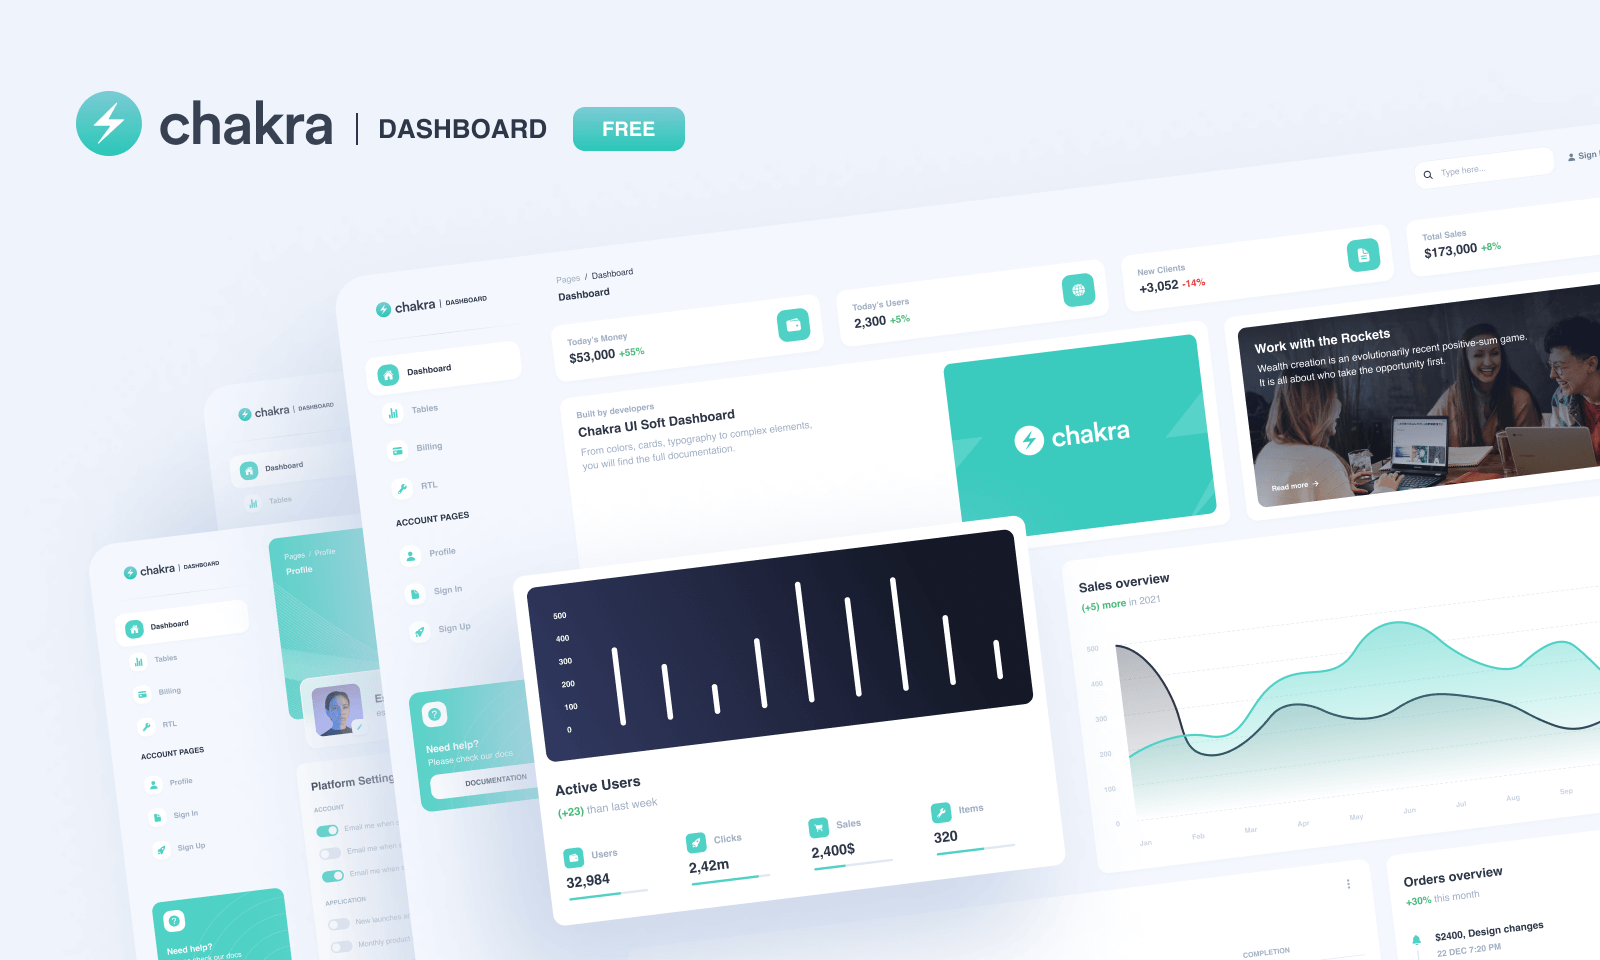 chakra | DASHBOARD FREE
Type here...
Sign
Pages / Dashboard
Dashboard
chakra | DASHBOARD
Dashboard
Tables
Billing
RTL
ACCOUNT PAGES
Profile
Sign In
Sign Up
Need help?
Please check our docs
DOCUMENTATION
Today's Money
$53,000 +55%
Today's Users
2,300 +5%
New Clients
+3,052 -14%
Total Sales
$173,000 +8%
Built by developers
Chakra UI Soft Dashboard
From colors, cards, typography to complex elements,
you will find the full documentation.
chakra
Work with the Rockets
Wealth creation is an evolutionarily recent positive-sum game.
It is all about who take the opportunity first.
Read more →
500
400
300
200
100
0
Active Users
(+23) than last week
Users
32,984
Clicks
2,42m
Sales
2,400$
Items
320
Sales overview
(+5) more in 2021
500
400
300
200
100
0
Jan Feb Mar Apr May Jun Jul Aug Sep
Orders overview
+30% this month
$2400, Design changes
22 DEC 7:20 PM
COMPLETION
chakra | DASHBOARD
Dashboard
Tables
chakra | DASHBOARD
Dashboard
Tables
Billing
RTL
ACCOUNT PAGES
Profile
Sign In
Sign Up
Need help?
check our docs
Pages / Profile
Profile
Platform Setting
ACCOUNT
Email me when
Email me when
Email me when
APPLICATION
New launches
Monthly product